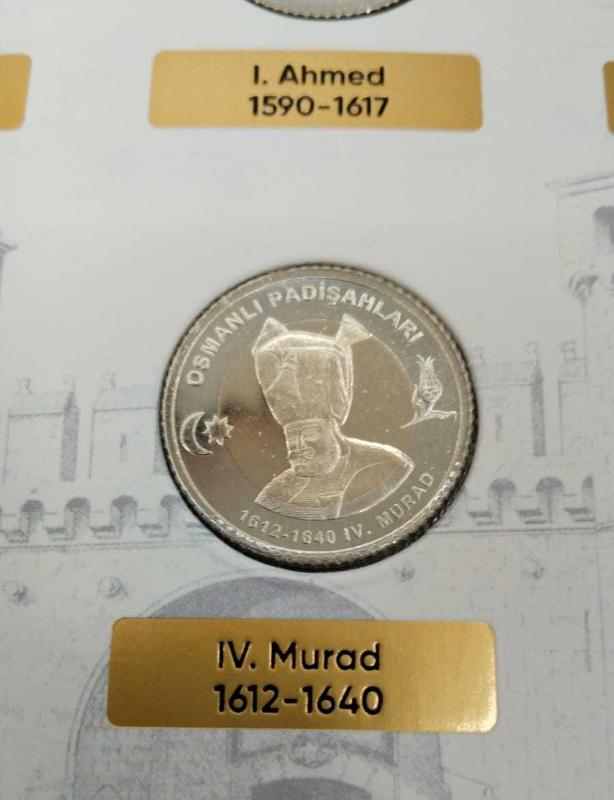 I. Ahmed
1590-1617
OSMANLI PADİŞAHLARI
1612-1640 IV. MURAD
IV. Murad
1612-1640